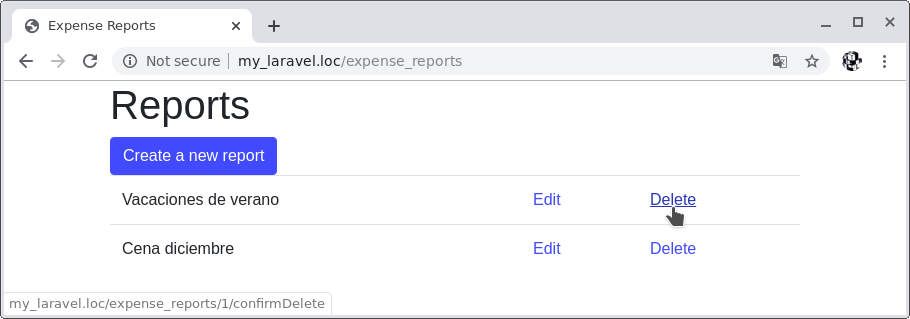 Expense Reports
Not secure my_laravel.loc/expense_reports
Reports
Create a new report
Vacaciones de verano Edit Delete
Cena diciembre Edit Delete
my_laravel.loc/expense_reports/1/confirmDelete